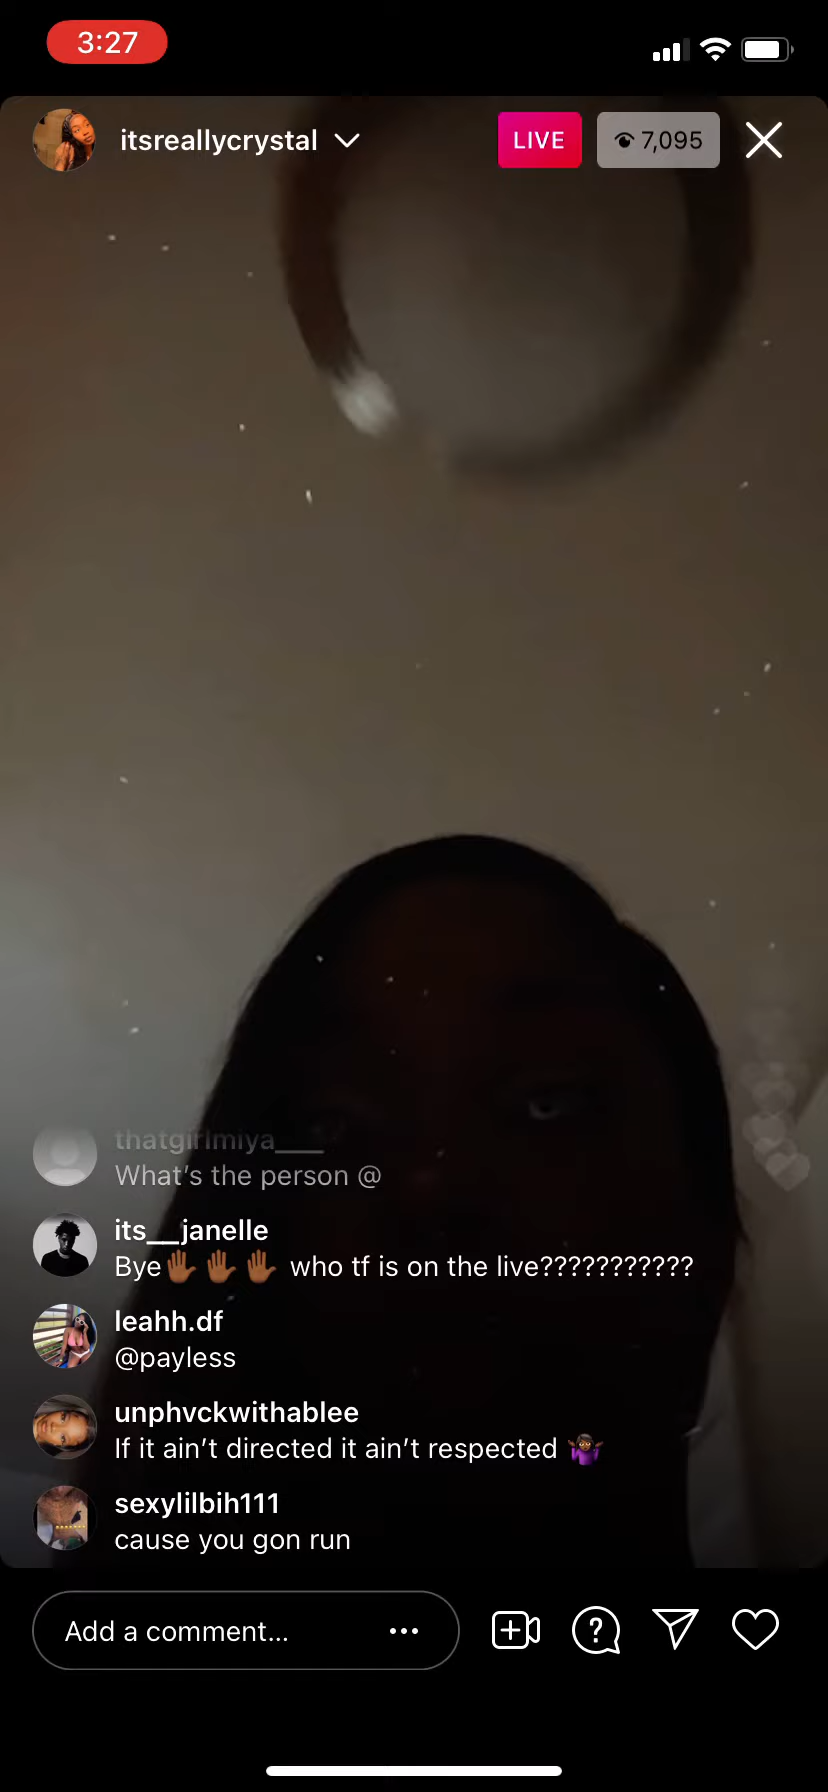 3:27
itsreallycrystal
LIVE
7,095
thatgirlmiya___
What's the person @
its__janelle
Bye🤚🏾🤚🏾🤚🏾 who tf is on the live???????????
leahh.df
@payless
unphvckwithablee
If it ain't directed it ain't respected 🤷🏾‍♀️
sexylilbih111
cause you gon run
Add a comment...